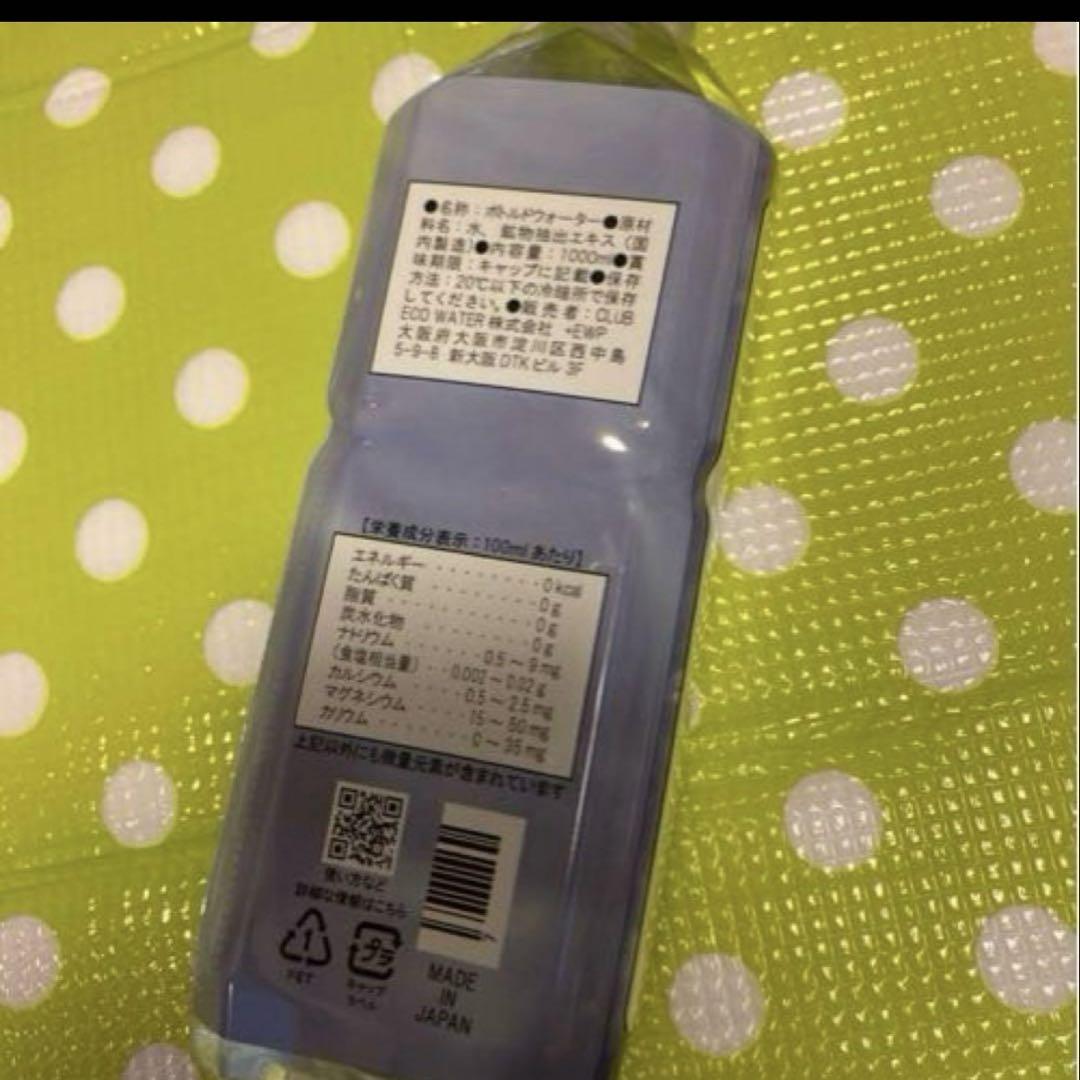 ●名称：ボトルドウォーター●原材
料名：水、鉱物抽出エキス（国
内製造）●内容量：1000ml●賞
味期限：キャップに記載●保存
方法：20℃以下の冷暗所で保存
してください。●販売者：CLUB
ECO WATER 株式会社 +EWP
大阪府大阪市淀川区西中島
5-9-6 新大阪DTKビル 3F
【栄養成分表示：100ml あたり】
エネルギー ‥‥‥‥ 0 kcal
たんぱく質 ‥‥‥‥ 0 g
脂質 ‥‥‥‥‥‥ 0 g
炭水化物 ‥‥‥‥ 0 g
ナトリウム ‥‥ 0.5 ～ 9 mg
（食塩相当量）‥ 0.002 ～ 0.02 g
カルシウム ‥‥ 0.5 ～ 2.5 mg
マグネシウム ‥‥ 15 ～ 50 mg
カリウム ‥‥‥‥ 0 ～ 35 mg
上記以外にも微量元素が含まれています
使い方など
詳細な情報はこちら
1
PET
プラ
キャップ
ラベル
MADE
IN
JAPAN